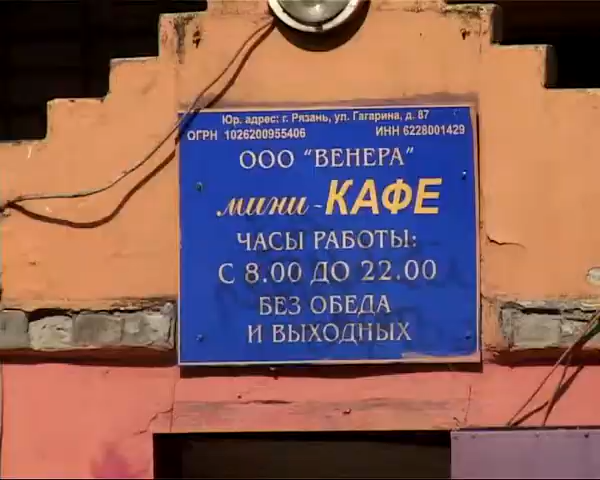 Юр. адрес: г. Рязань, ул. Гагарина, д. 87
ОГРН 1026200955406 ИНН 6228001429
ООО "ВЕНЕРА"
мини - КАФЕ
ЧАСЫ РАБОТЫ:
С 8.00 ДО 22.00
БЕЗ ОБЕДА
И ВЫХОДНЫХ